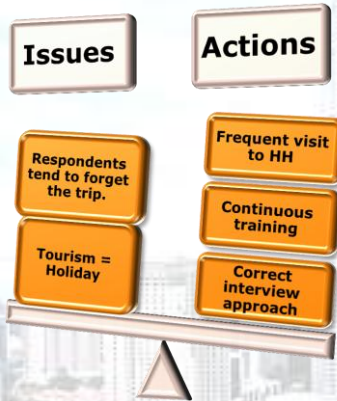 Issues
Actions
Respondents
tend to forget
the trip.
Tourism =
Holiday
Frequent visit
to HH
Continuous
training
Correct
interview
approach